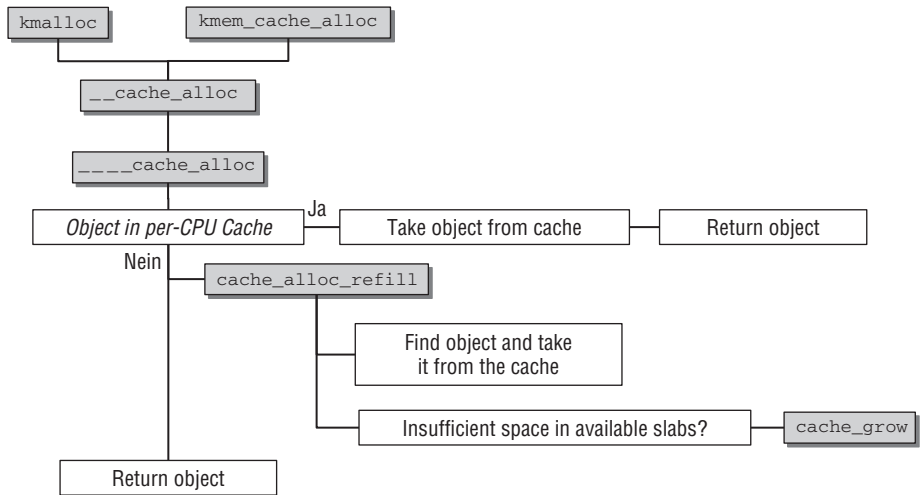 kmalloc
kmem_cache_alloc
__cache_alloc
____cache_alloc
Object in per-CPU Cache
Ja
Take object from cache
Return object
Nein
cache_alloc_refill
Find object and take
it from the cache
Insufficient space in available slabs?
cache_grow
Return object